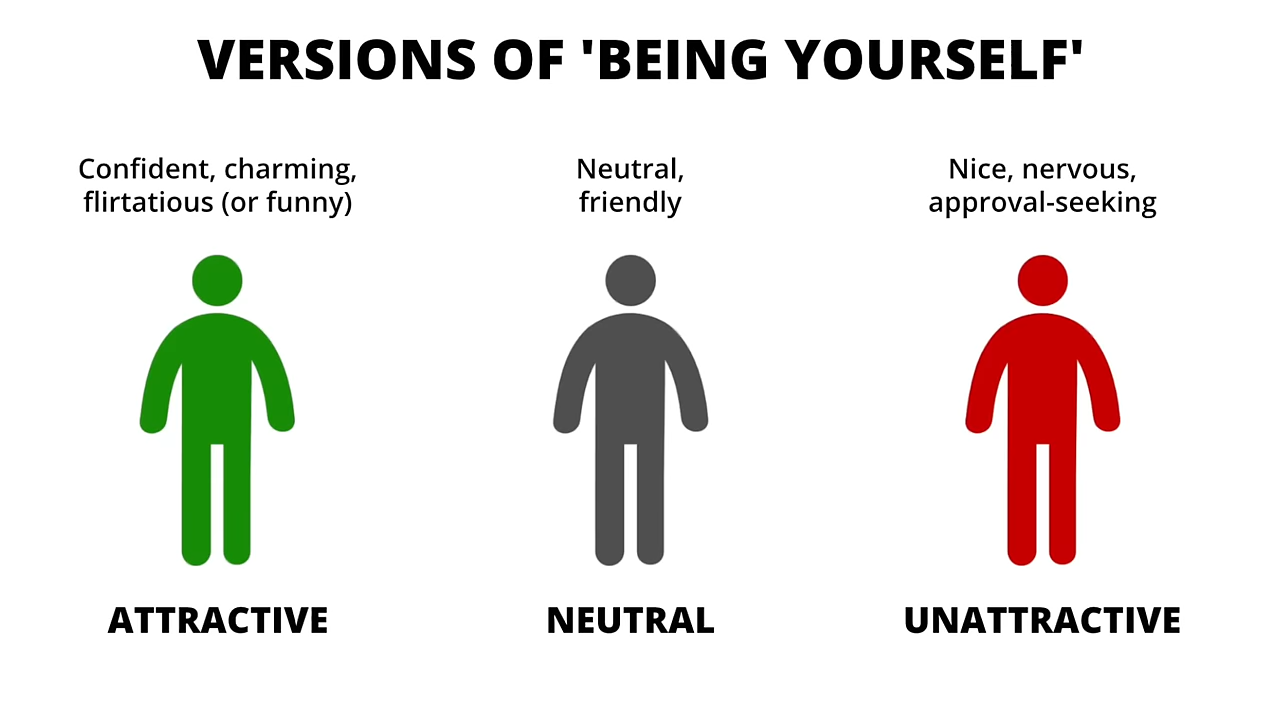 VERSIONS OF 'BEING YOURSELF'
Confident, charming,
flirtatious (or funny)
Neutral,
friendly
Nice, nervous,
approval-seeking
ATTRACTIVE
NEUTRAL
UNATTRACTIVE